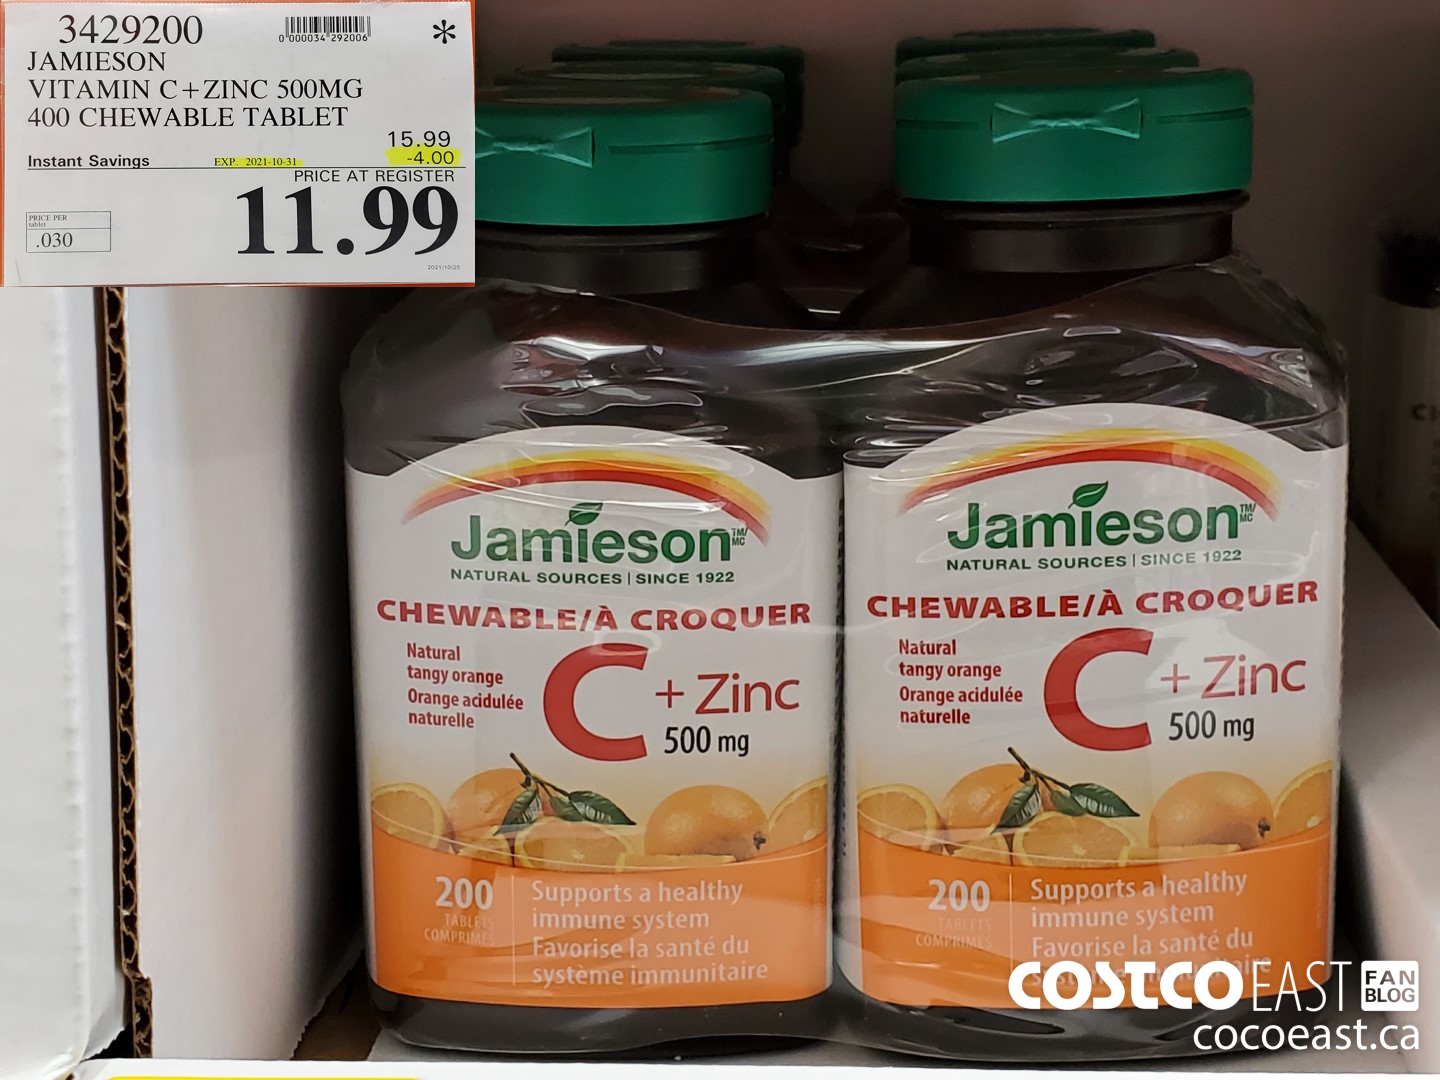 3429200
0"000034"292006"
*
JAMIESON
VITAMIN C+ZINC 500MG
400 CHEWABLE TABLET
15.99
Instant Savings
EXP. 2021-10-31
-4.00
PRICE AT REGISTER
11.99
PRICE PER
tablet
.030
2021/10/25
Jamieson TM/MC
NATURAL SOURCES | SINCE 1922
CHEWABLE/À CROQUER
Natural
tangy orange
Orange acidulée
naturelle
C + Zinc
500 mg
200
TABLETS
COMPRIMÉS
Supports a healthy
immune system
Favorise la santé du
système immunitaire
Jamieson TM/MC
NATURAL SOURCES | SINCE 1922
CHEWABLE/À CROQUER
Natural
tangy orange
Orange acidulée
naturelle
C + Zinc
500 mg
200
TABLETS
COMPRIMÉS
Supports a healthy
immune system
Favorise la santé du
COSTCO EAST FAN BLOG
cocoeast.ca